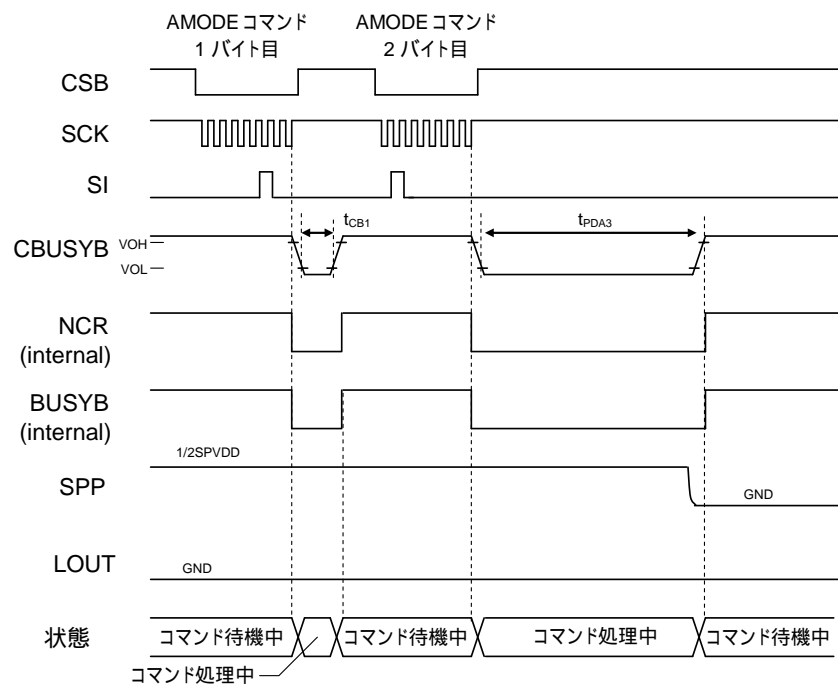 AMODE コマンド
1 バイト目
AMODE コマンド
2 バイト目
CSB
SCK
SI
tCB1
tPDA3
CBUSYB
VOH
VOL
NCR
(internal)
BUSYB
(internal)
1/2SPVDD
SPP
GND
LOUT
GND
状態
コマンド待機中
コマンド待機中
コマンド処理中
コマンド待機中
コマンド処理中